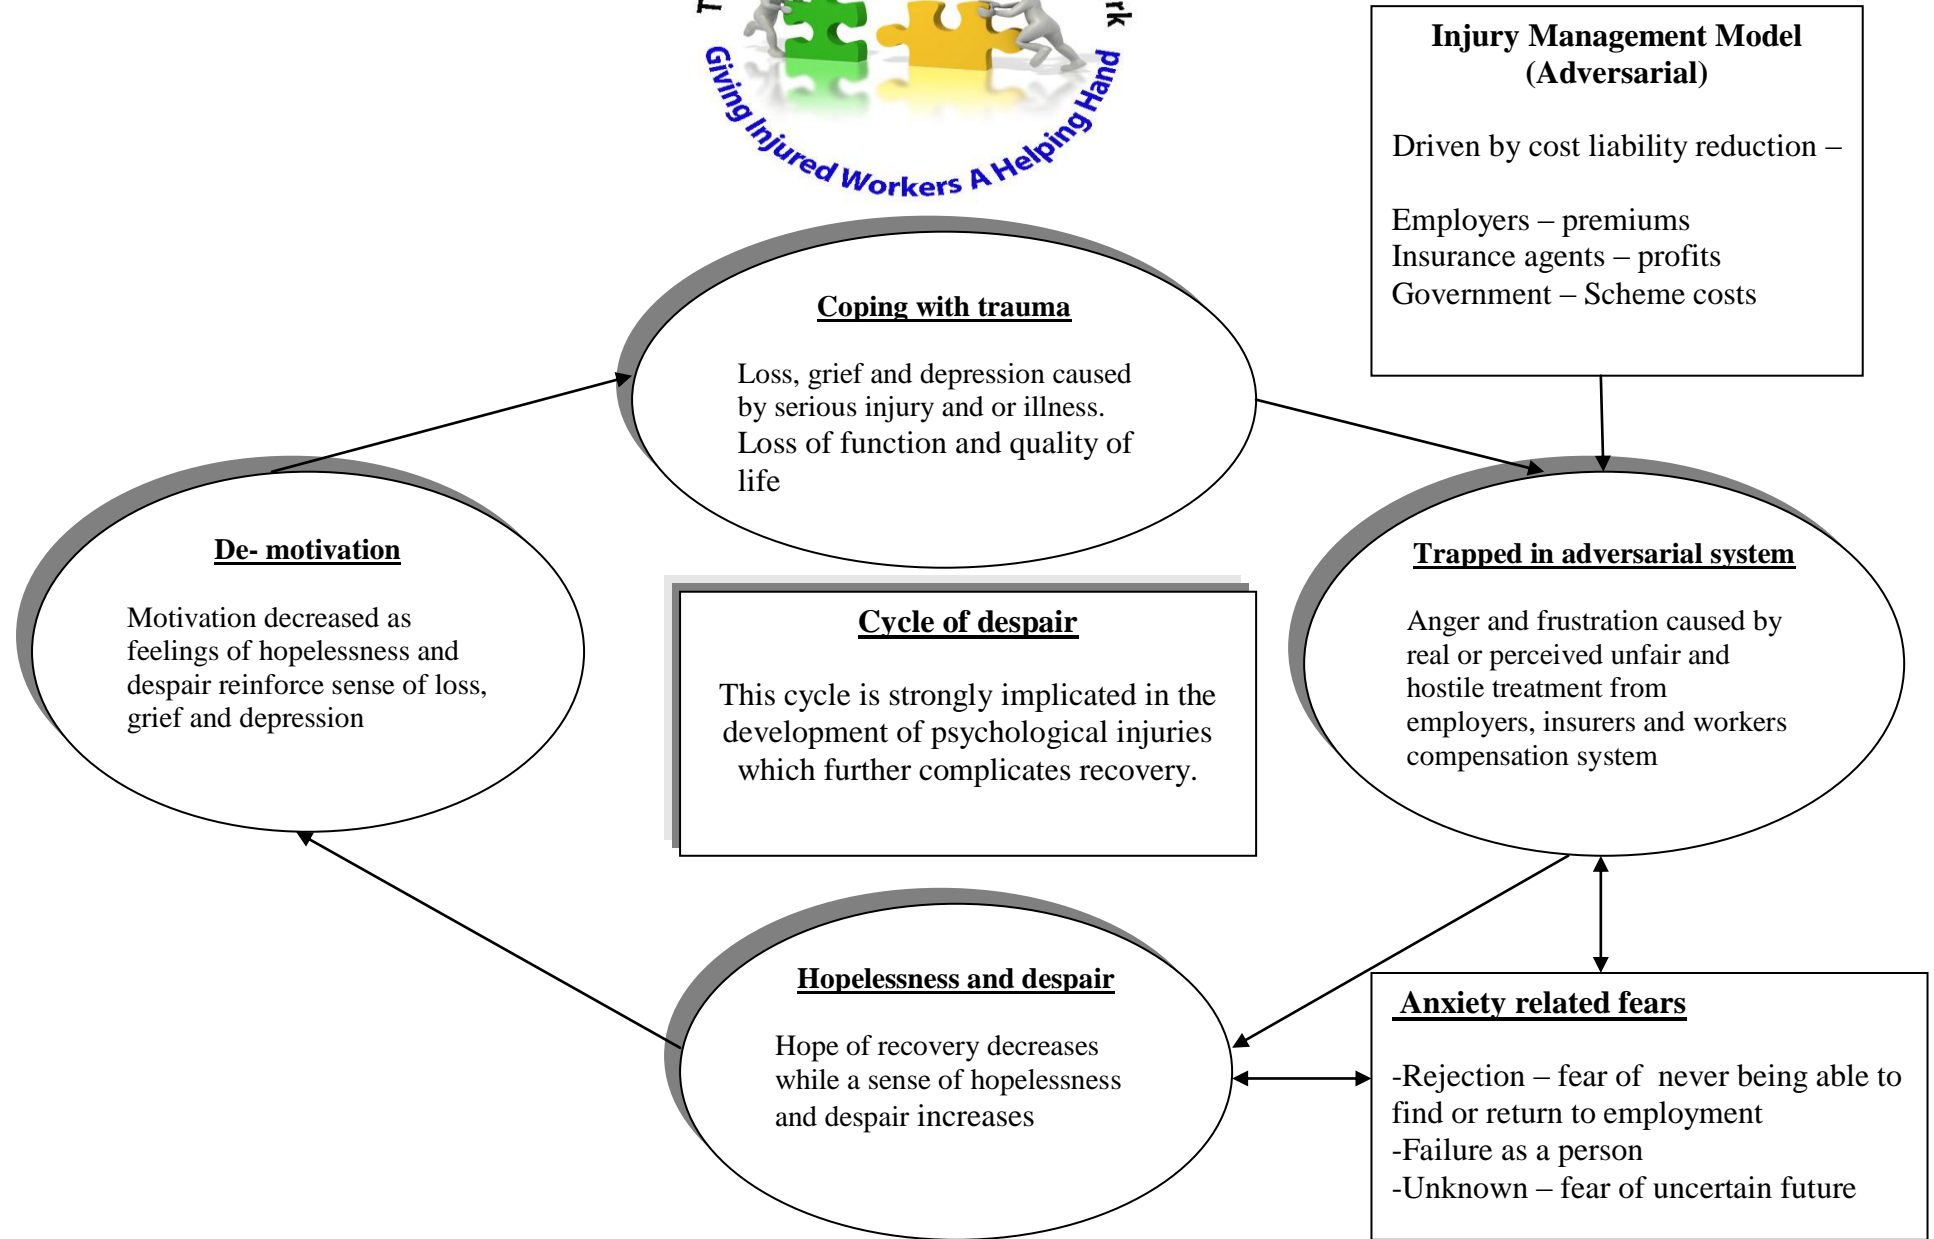 Giving Injured Workers A Helping Hand
Injury Management Model
(Adversarial)
Driven by cost liability reduction –
Employers – premiums
Insurance agents – profits
Government – Scheme costs
Coping with trauma
Loss, grief and depression caused
by serious injury and or illness.
Loss of function and quality of
life
De- motivation
Motivation decreased as
feelings of hopelessness and
despair reinforce sense of loss,
grief and depression
Trapped in adversarial system
Anger and frustration caused by
real or perceived unfair and
hostile treatment from
employers, insurers and workers
compensation system
Cycle of despair
This cycle is strongly implicated in the
development of psychological injuries
which further complicates recovery.
Hopelessness and despair
Hope of recovery decreases
while a sense of hopelessness
and despair increases
Anxiety related fears
-Rejection – fear of  never being able to
find or return to employment
-Failure as a person
-Unknown – fear of uncertain future